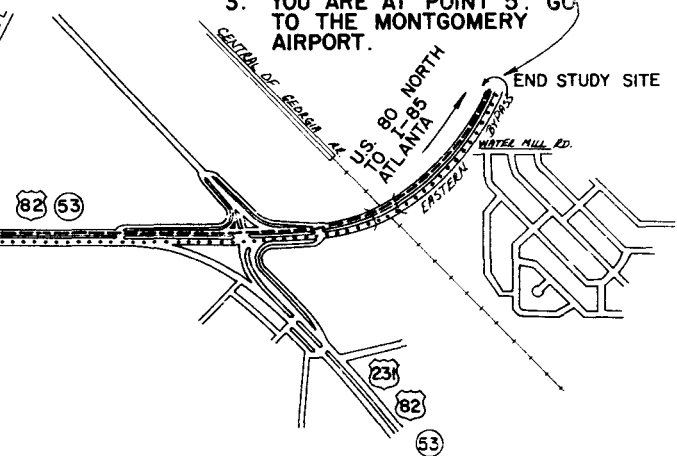 3. YOU ARE AT POINT 5. GO
TO THE MONTGOMERY
AIRPORT.
CENTRAL OF GEORGIA RR.
U.S. 80 NORTH
TO I-85
ATLANTA
END STUDY SITE
EASTERN BYPASS
WATER MILL RD.
82 53
231
82
53